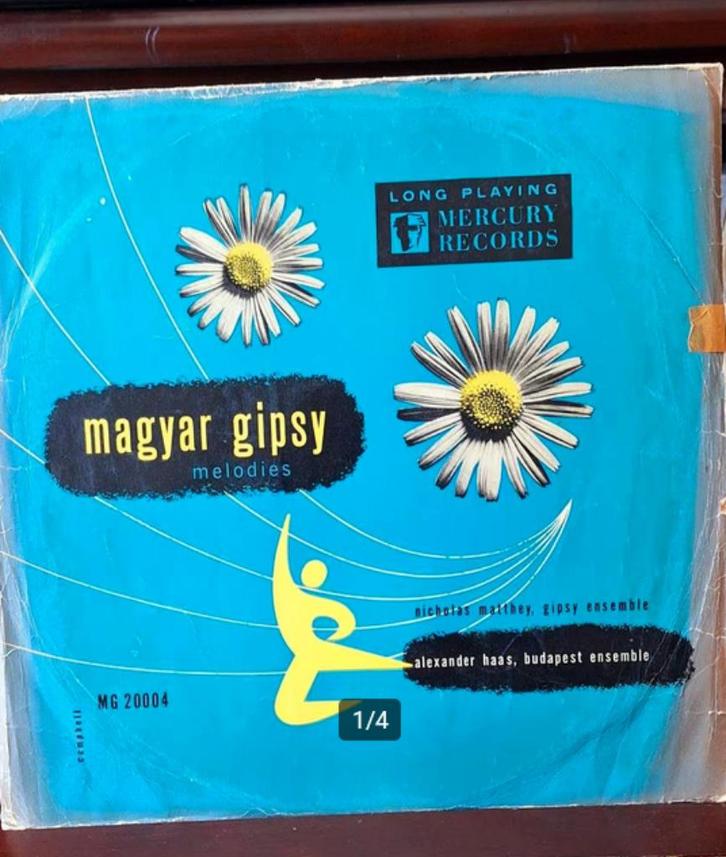 LONG PLAYING
MERCURY
RECORDS
magyar gipsy
melodies
nicholas matthey, gipsy ensemble
alexander haas, budapest ensemble
MG 20004
campbell
1/4